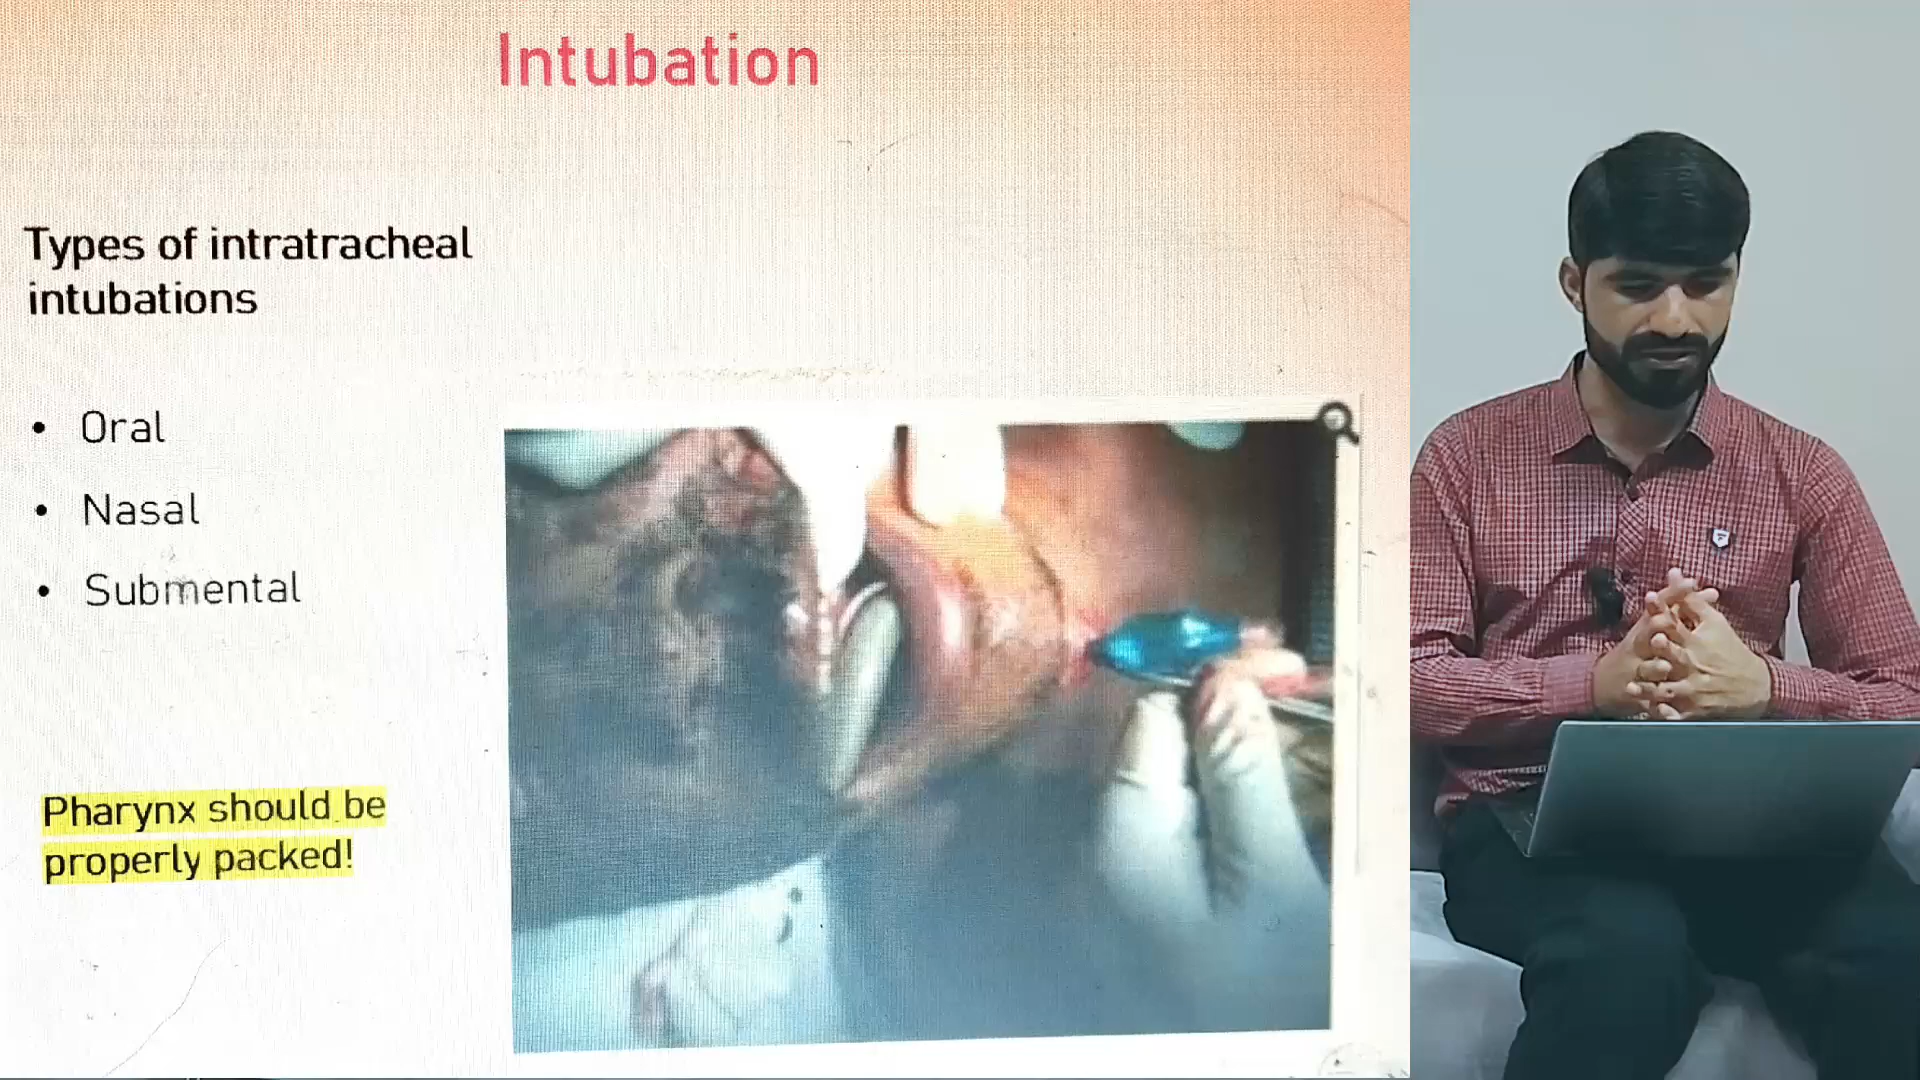 Intubation
Types of intratracheal
intubations
• Oral
• Nasal
• Submental
Pharynx should be
properly packed!